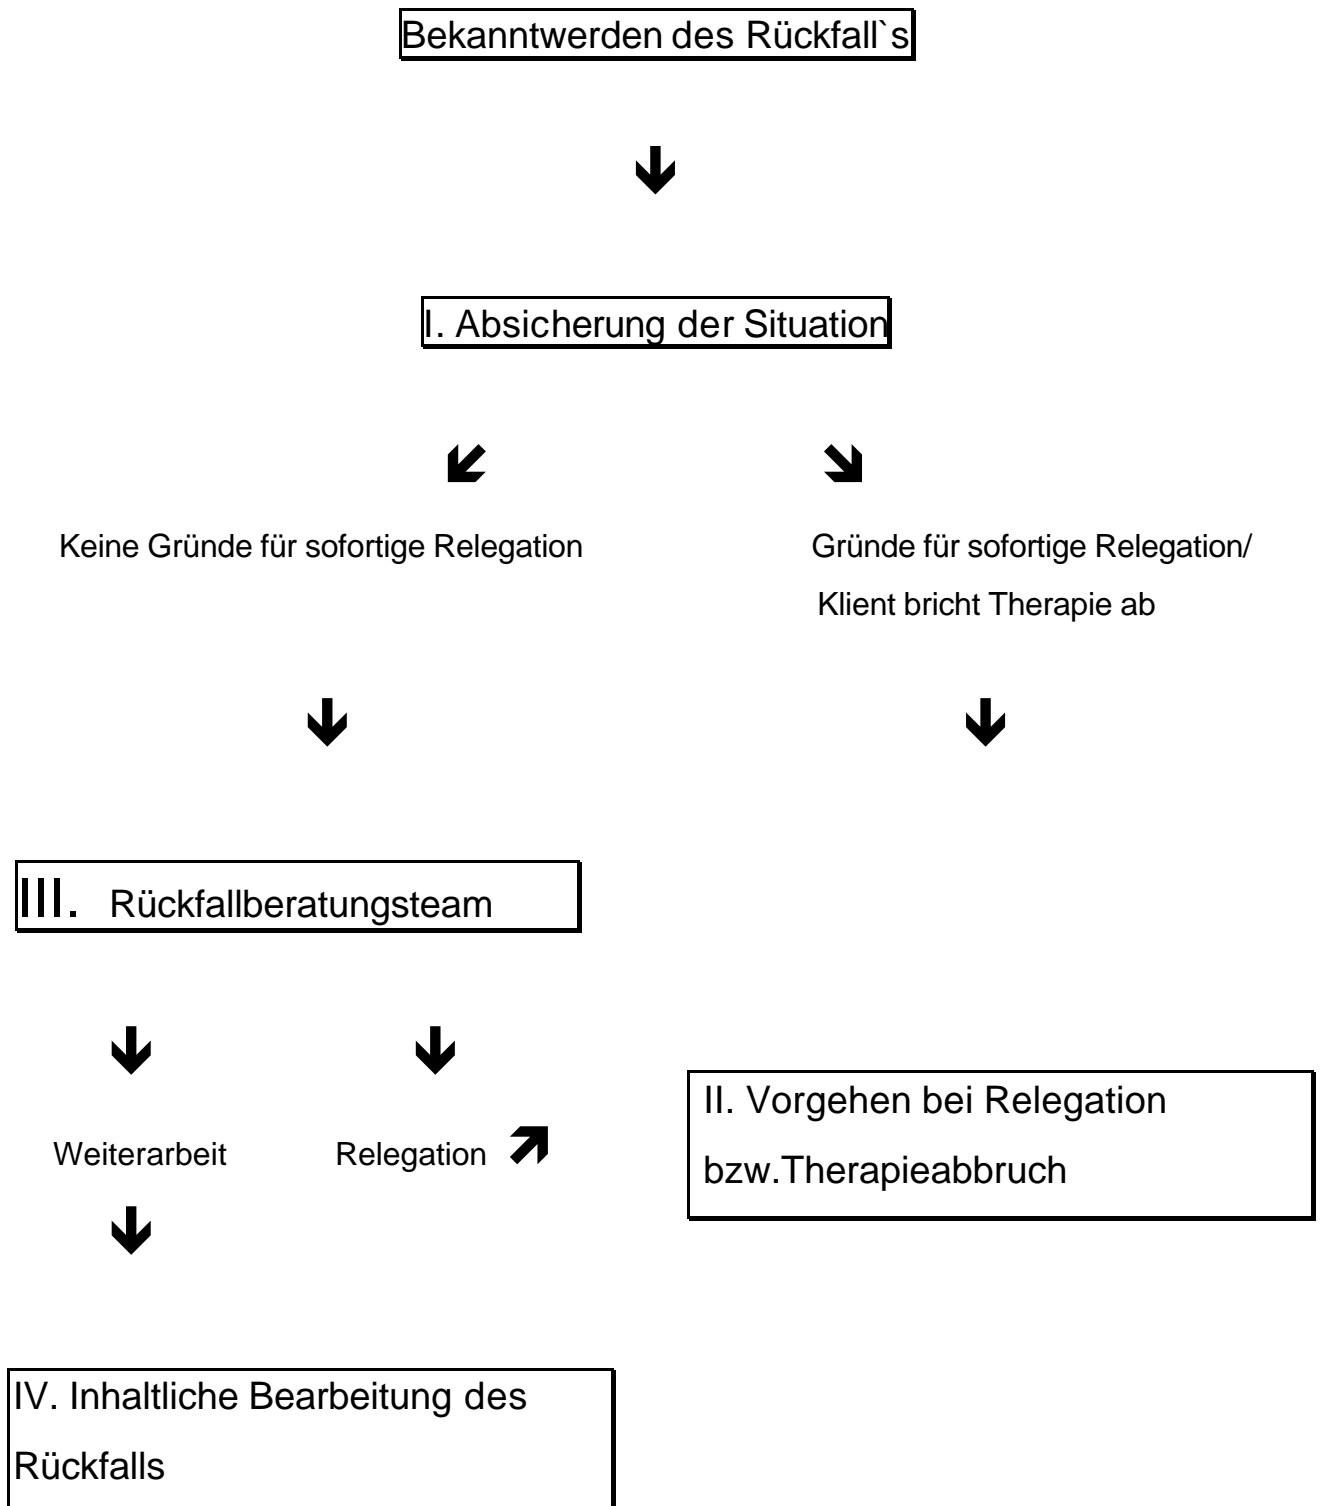 Bekanntwerden des Rückfall`s
I. Absicherung der Situation
Keine Gründe für sofortige Relegation
Gründe für sofortige Relegation/
Klient bricht Therapie ab
III. Rückfallberatungsteam
II. Vorgehen bei Relegation
bzw.Therapieabbruch
Weiterarbeit
Relegation
IV. Inhaltliche Bearbeitung des
Rückfalls